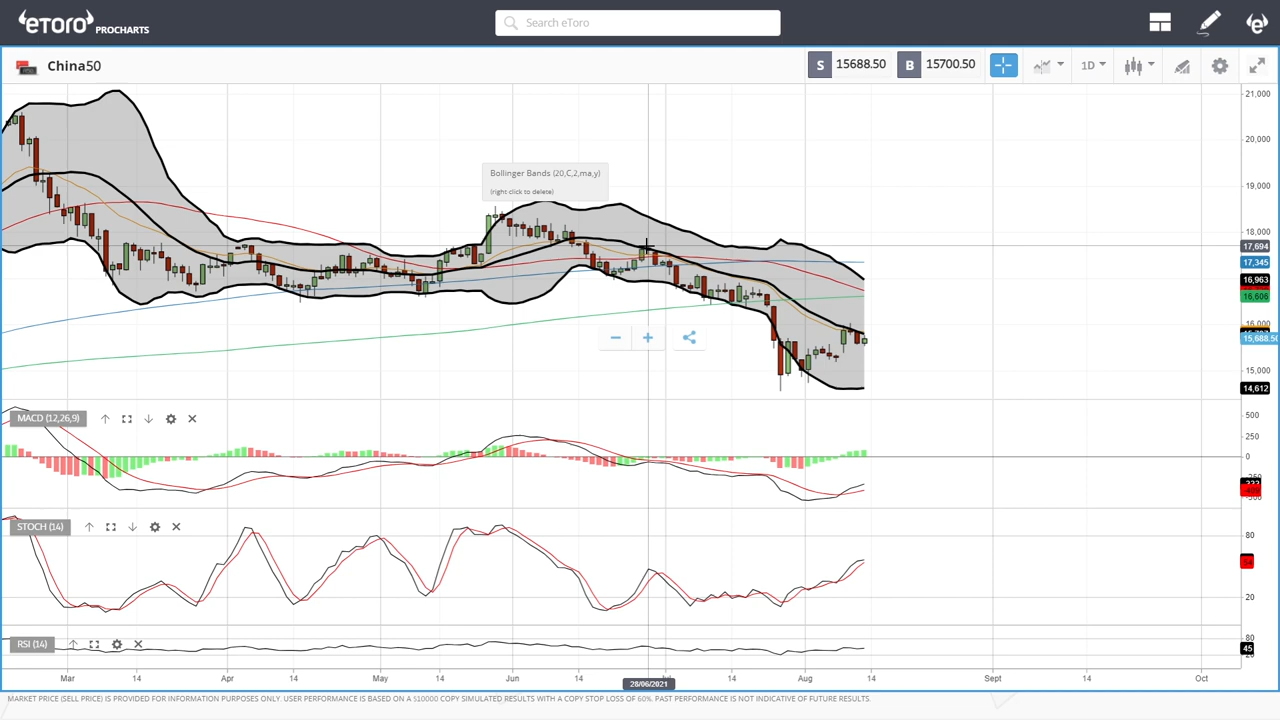 eToro PROCHARTS
Search eToro
China50
S 15688.50 B 15700.50
1D
21,000
20,000
19,000
18,000
17,694
17,345
16,963
16,606
16,000
15,688.50
15,000
14,612
Bollinger Bands (20,C,2,ma,y)
(right click to delete)
MACD (12,26,9)
500
250
0
STOCH (14)
80
20
RSI (14)
80
45
Mar 14 Apr 14 May 14 Jun 14 14 Aug 14 Sept 14 Oct
28/06/2021
MARKET PRICE (SELL PRICE) IS PROVIDED FOR INFORMATION PURPOSES ONLY. USER PERFORMANCE IS BASED ON A $10000 COPY SIMULATED RESULTS WITH A COPY STOP LOSS OF 60%. PAST PERFORMANCE IS NOT INDICATIVE OF FUTURE RESULTS.